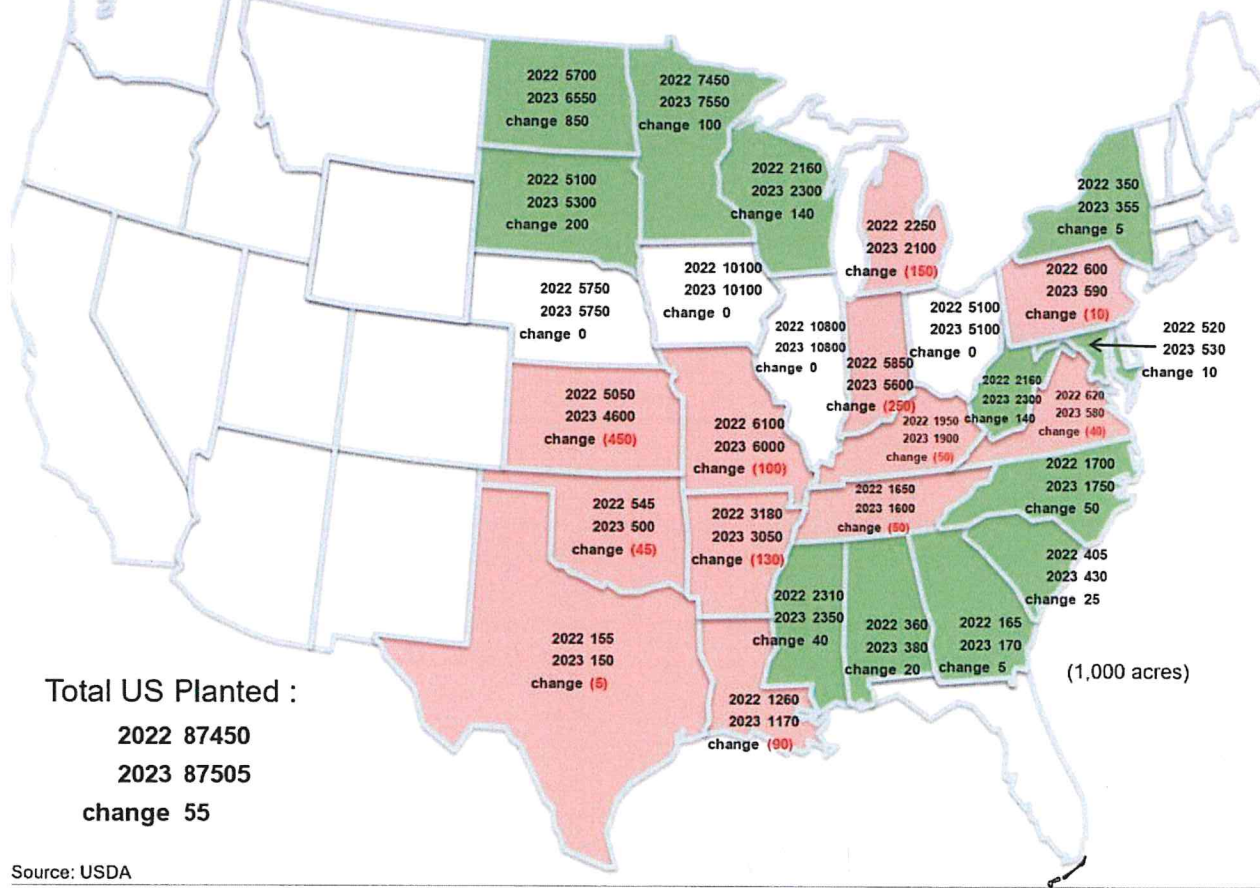 2022 5700
2023 6550
change 850
2022 7450
2023 7550
change 100
2022 5100
2023 5300
change 200
2022 2160
2023 2300
change 140
2022 2250
2023 2100
change (150)
2022 350
2023 355
change 5
2022 600
2023 590
change (10)
2022 5750
2023 5750
change 0
2022 10100
2023 10100
change 0
2022 10800
2023 10800
change 0
2022 5850
2023 5600
change (250)
2022 5100
2023 5100
change 0
2022 520
2023 530
change 10
2022 2160
2023 2300
change 140
2022 620
2023 580
change (40)
2022 5050
2023 4600
change (450)
2022 6100
2023 6000
change (100)
2022 1950
2023 1900
change (50)
2022 1700
2023 1750
change 50
2022 545
2023 500
change (45)
2022 3180
2023 3050
change (130)
2022 1650
2023 1600
change (50)
2022 405
2023 430
change 25
2022 2310
2023 2350
change 40
2022 360
2023 380
change 20
2022 165
2023 170
change 5
2022 155
2023 150
change (5)
2022 1260
2023 1170
change (90)
(1,000 acres)
Total US Planted :
2022 87450
2023 87505
change 55
Source: USDA